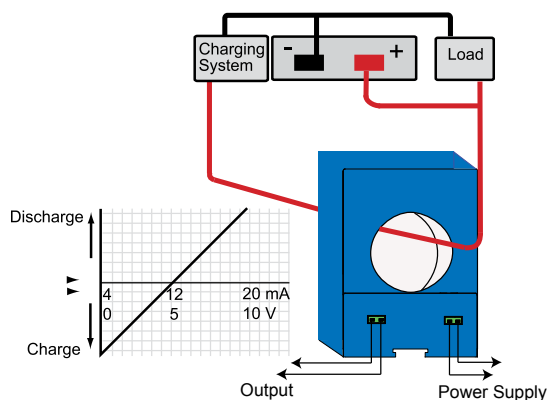 Charging
System
- +
Load
Discharge
4 12 20 mA
0 5 10 V
Charge
Output
Power Supply